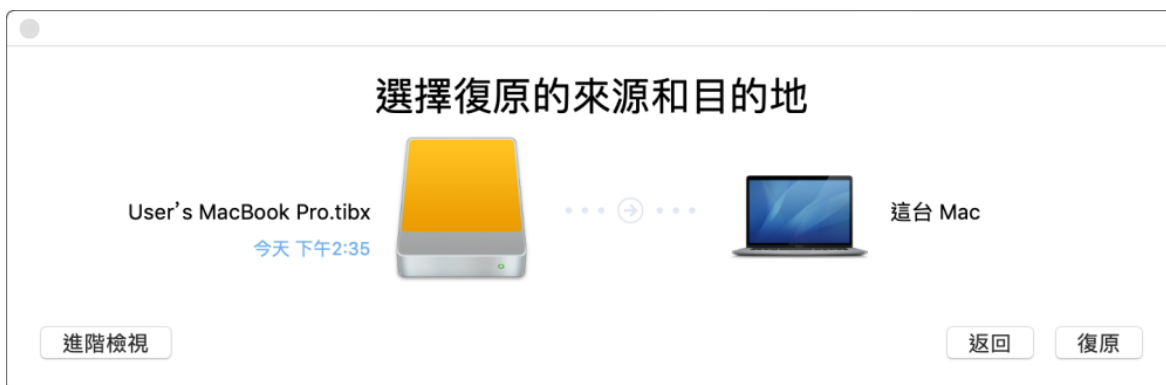 選擇復原的來源和目的地
User’s MacBook Pro.tibx
今天 下午2:35
這台 Mac
進階檢視
返回
復原